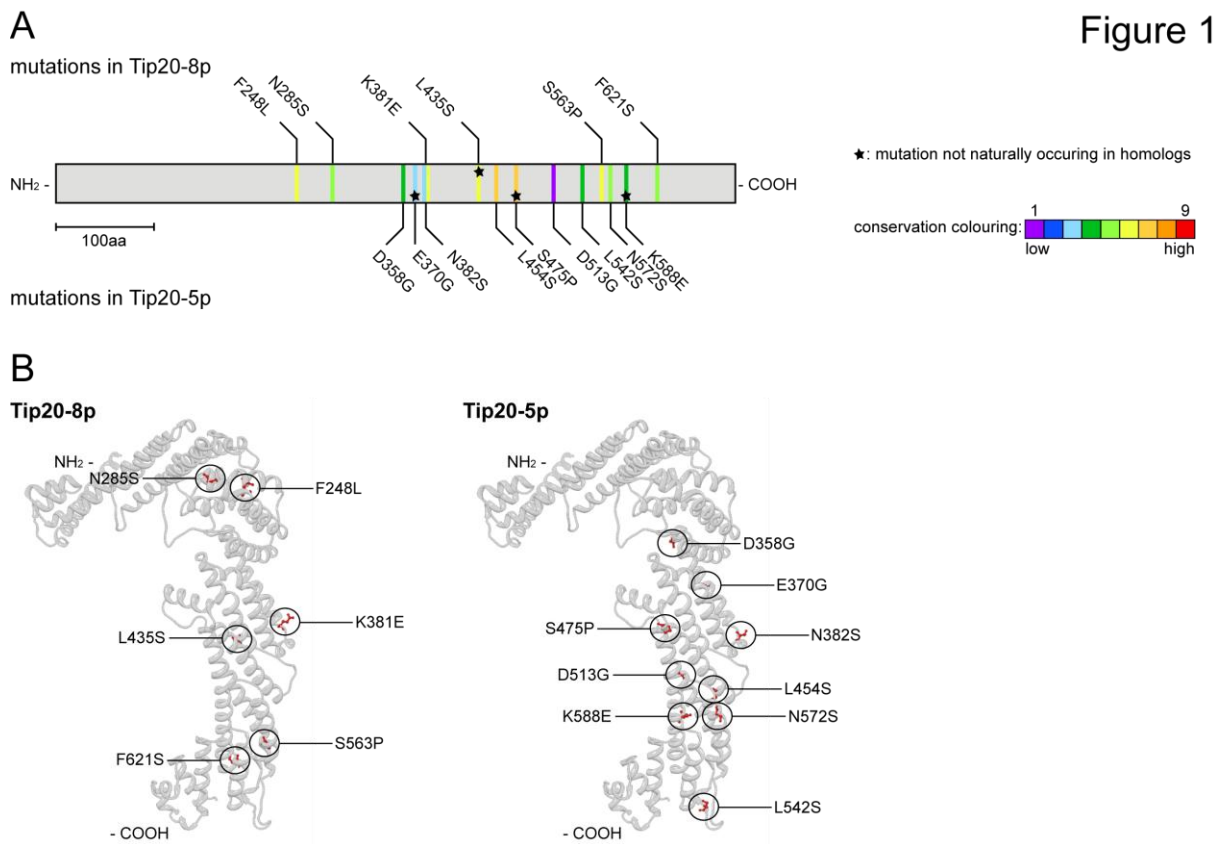 A
Figure 1
mutations in Tip20-8p
F248L
N285S
K381E
L435S
S563P
F621S
★: mutation not naturally occuring in homologs
NH2 -
- COOH
1 9
conservation colouring:
low high
100aa
D358G
E370G
N382S
L454S
S475P
D513G
L542S
N572S
K588E
mutations in Tip20-5p
B
Tip20-8p
NH2 -
N285S
F248L
K381E
L435S
S563P
F621S
- COOH
Tip20-5p
NH2 -
D358G
E370G
S475P
N382S
D513G
L454S
K588E
N572S
L542S
- COOH